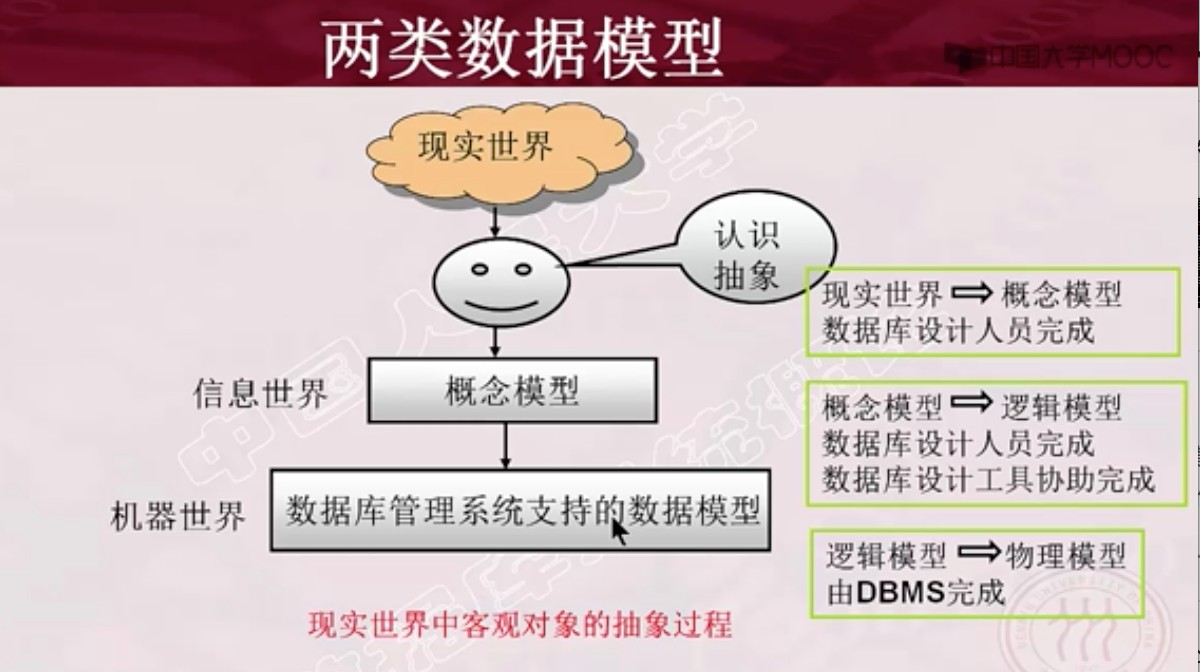 两类数据模型
中国大学MOOC
现实世界
认识
抽象
现实世界⇨概念模型
数据库设计人员完成
信息世界
概念模型
概念模型⇨逻辑模型
数据库设计人员完成
数据库设计工具协助完成
机器世界
数据库管理系统支持的数据模型
逻辑模型⇨物理模型
由DBMS完成
现实世界中客观对象的抽象过程